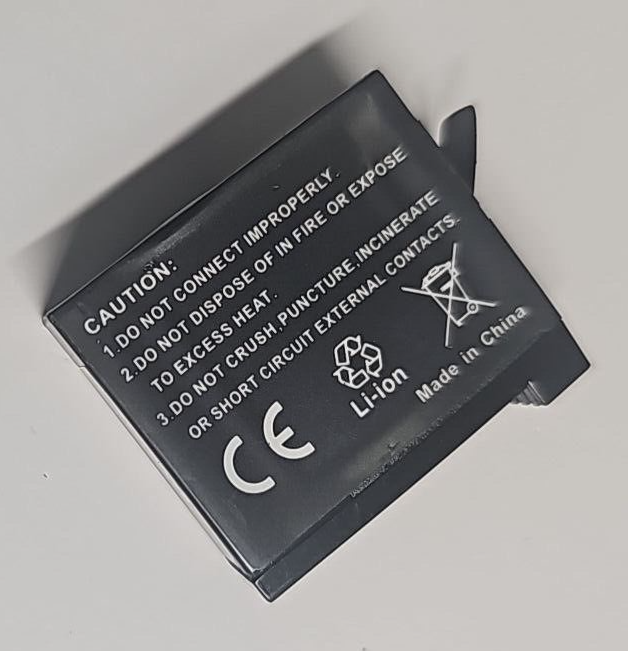 CAUTION:
1.DO NOT CONNECT IMPROPERLY.
2.DO NOT DISPOSE OF IN FIRE OR EXPOSE
TO EXCESS HEAT.
3.DO NOT CRUSH,PUNCTURE,INCINERATE
OR SHORT CIRCUIT EXTERNAL CONTACTS.
CE
Li-ion
Made in China